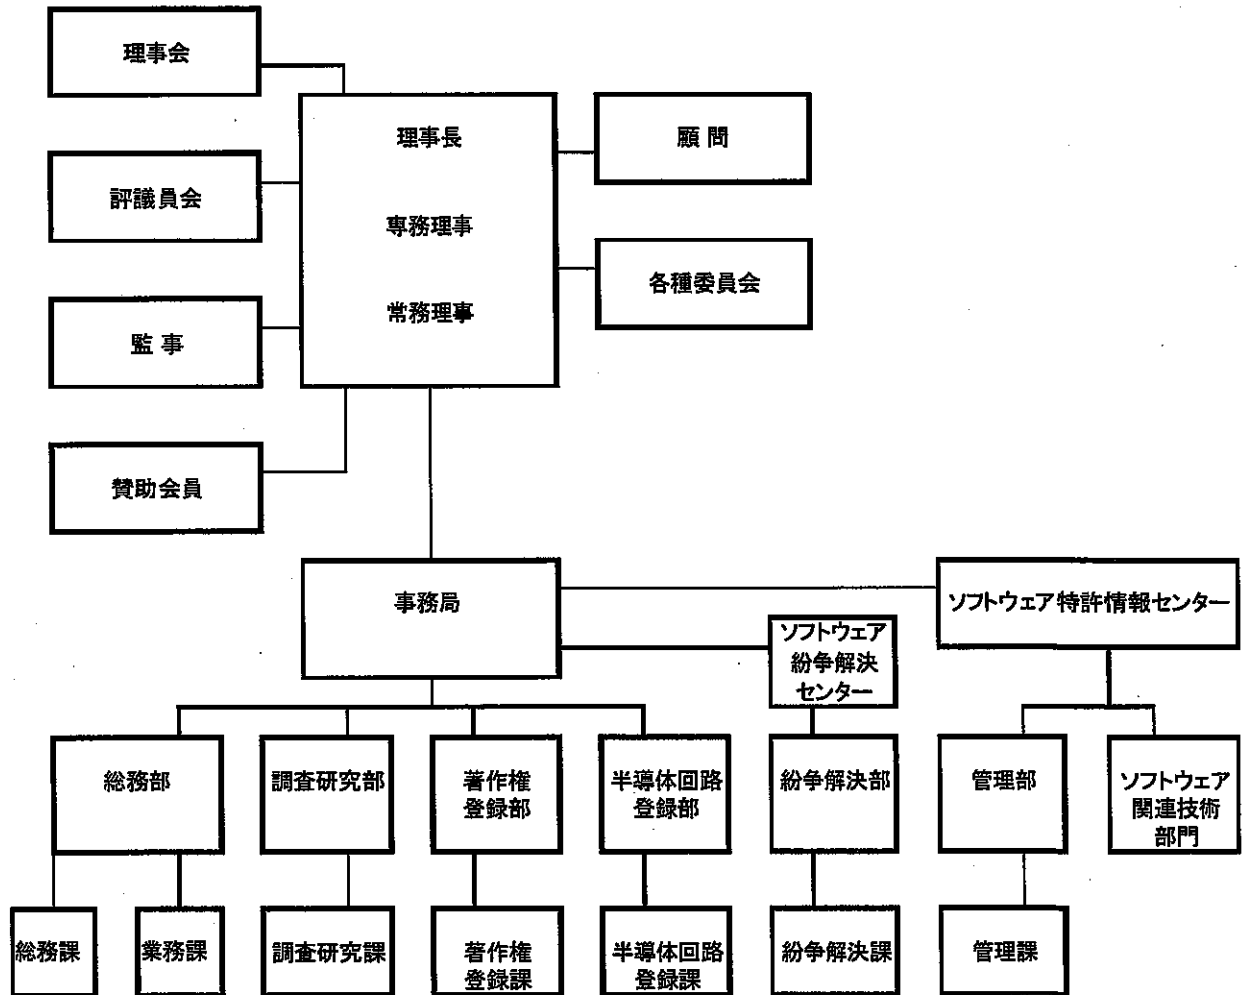 理事会
理事長
専務理事
常務理事
顧 問
評議員会
各種委員会
監 事
賛助会員
事務局
ソフトウェア特許情報センター
ソフトウェア
紛争解決
センター
総務部
調査研究部
著作権
登録部
半導体回路
登録部
紛争解決部
管理部
ソフトウェア
関連技術
部門
総務課
業務課
調査研究課
著作権
登録課
半導体回路
登録課
紛争解決課
管理課